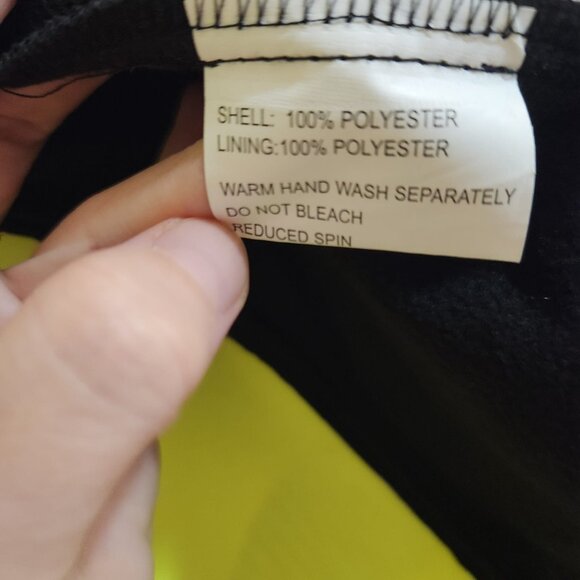 SHELL: 100% POLYESTER
LINING:100% POLYESTER
WARM HAND WASH SEPARATELY
DO NOT BLEACH
REDUCED SPIN